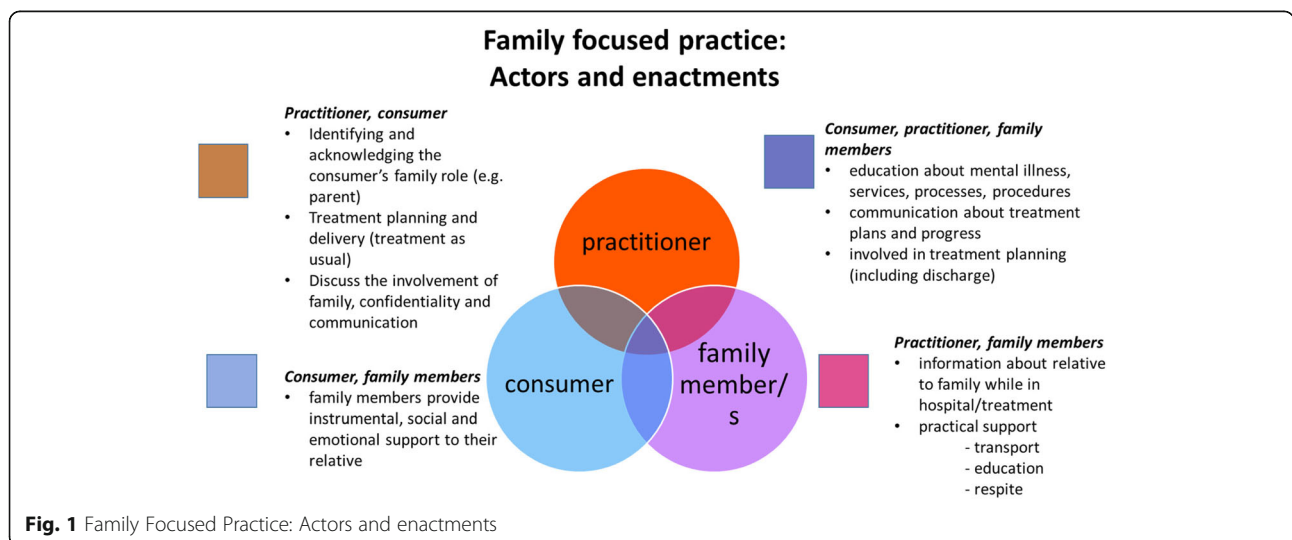 Family focused practice:
Actors and enactments
Practitioner, consumer
• Identifying and
acknowledging the
consumer's family role (e.g.
parent)
• Treatment planning and
delivery (treatment as
usual)
• Discuss the involvement of
family, confidentiality and
communication
Consumer, family members
• family members provide
instrumental, social and
emotional support to their
relative
practitioner
consumer
family
member/
s
Consumer, practitioner, family
members
• education about mental illness,
services, processes, procedures
• communication about treatment
plans and progress
• involved in treatment planning
(including discharge)
Practitioner, family members
• information about relative
to family while in
hospital/treatment
• practical support
- transport
- education
- respite
Fig. 1 Family Focused Practice: Actors and enactments